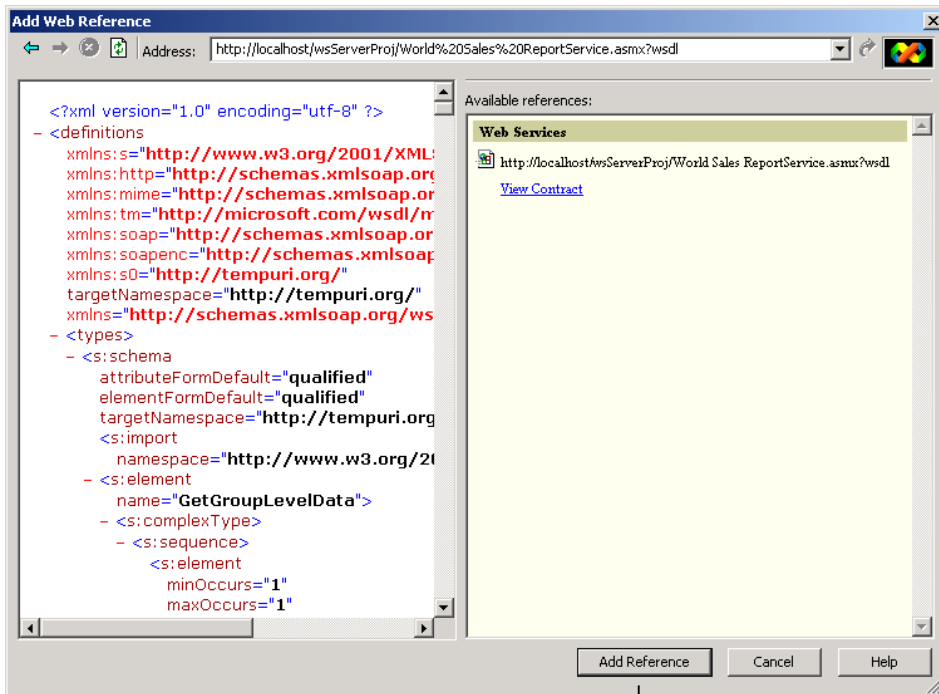 Add Web Reference
Address: http://localhost/wsServerProj/World%20Sales%20ReportService.asmx?wsdl
<?xml version="1.0" encoding="utf-8" ?>
– <definitions
xmlns:s="http://www.w3.org/2001/XML
xmlns:http="http://schemas.xmlsoap.org
xmlns:mime="http://schemas.xmlsoap.or
xmlns:tm="http://microsoft.com/wsdl/m
xmlns:soap="http://schemas.xmlsoap.or
xmlns:soapenc="http://schemas.xmlsoap
xmlns:s0="http://tempuri.org/"
targetNamespace="http://tempuri.org/"
xmlns="http://schemas.xmlsoap.org/ws
– <types>
– <s:schema
attributeFormDefault="qualified"
elementFormDefault="qualified"
targetNamespace="http://tempuri.org
<s:import
namespace="http://www.w3.org/20
– <s:element
name="GetGroupLevelData">
– <s:complexType>
– <s:sequence>
<s:element
minOccurs="1"
maxOccurs="1"
Available references:
Web Services
http://localhost/wsServerProj/World Sales ReportService.asmx?wsdl
View Contract
Add Reference
Cancel
Help